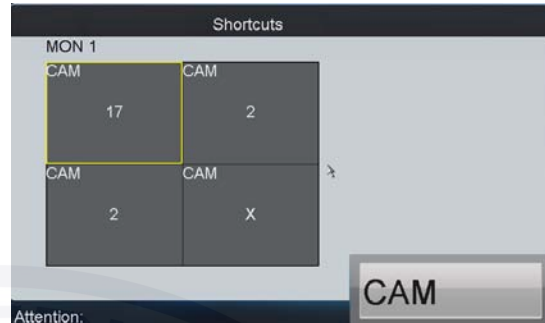 Shortcuts
MON 1
CAM CAM
17 2
CAM CAM
2 X
CAM
Attention: